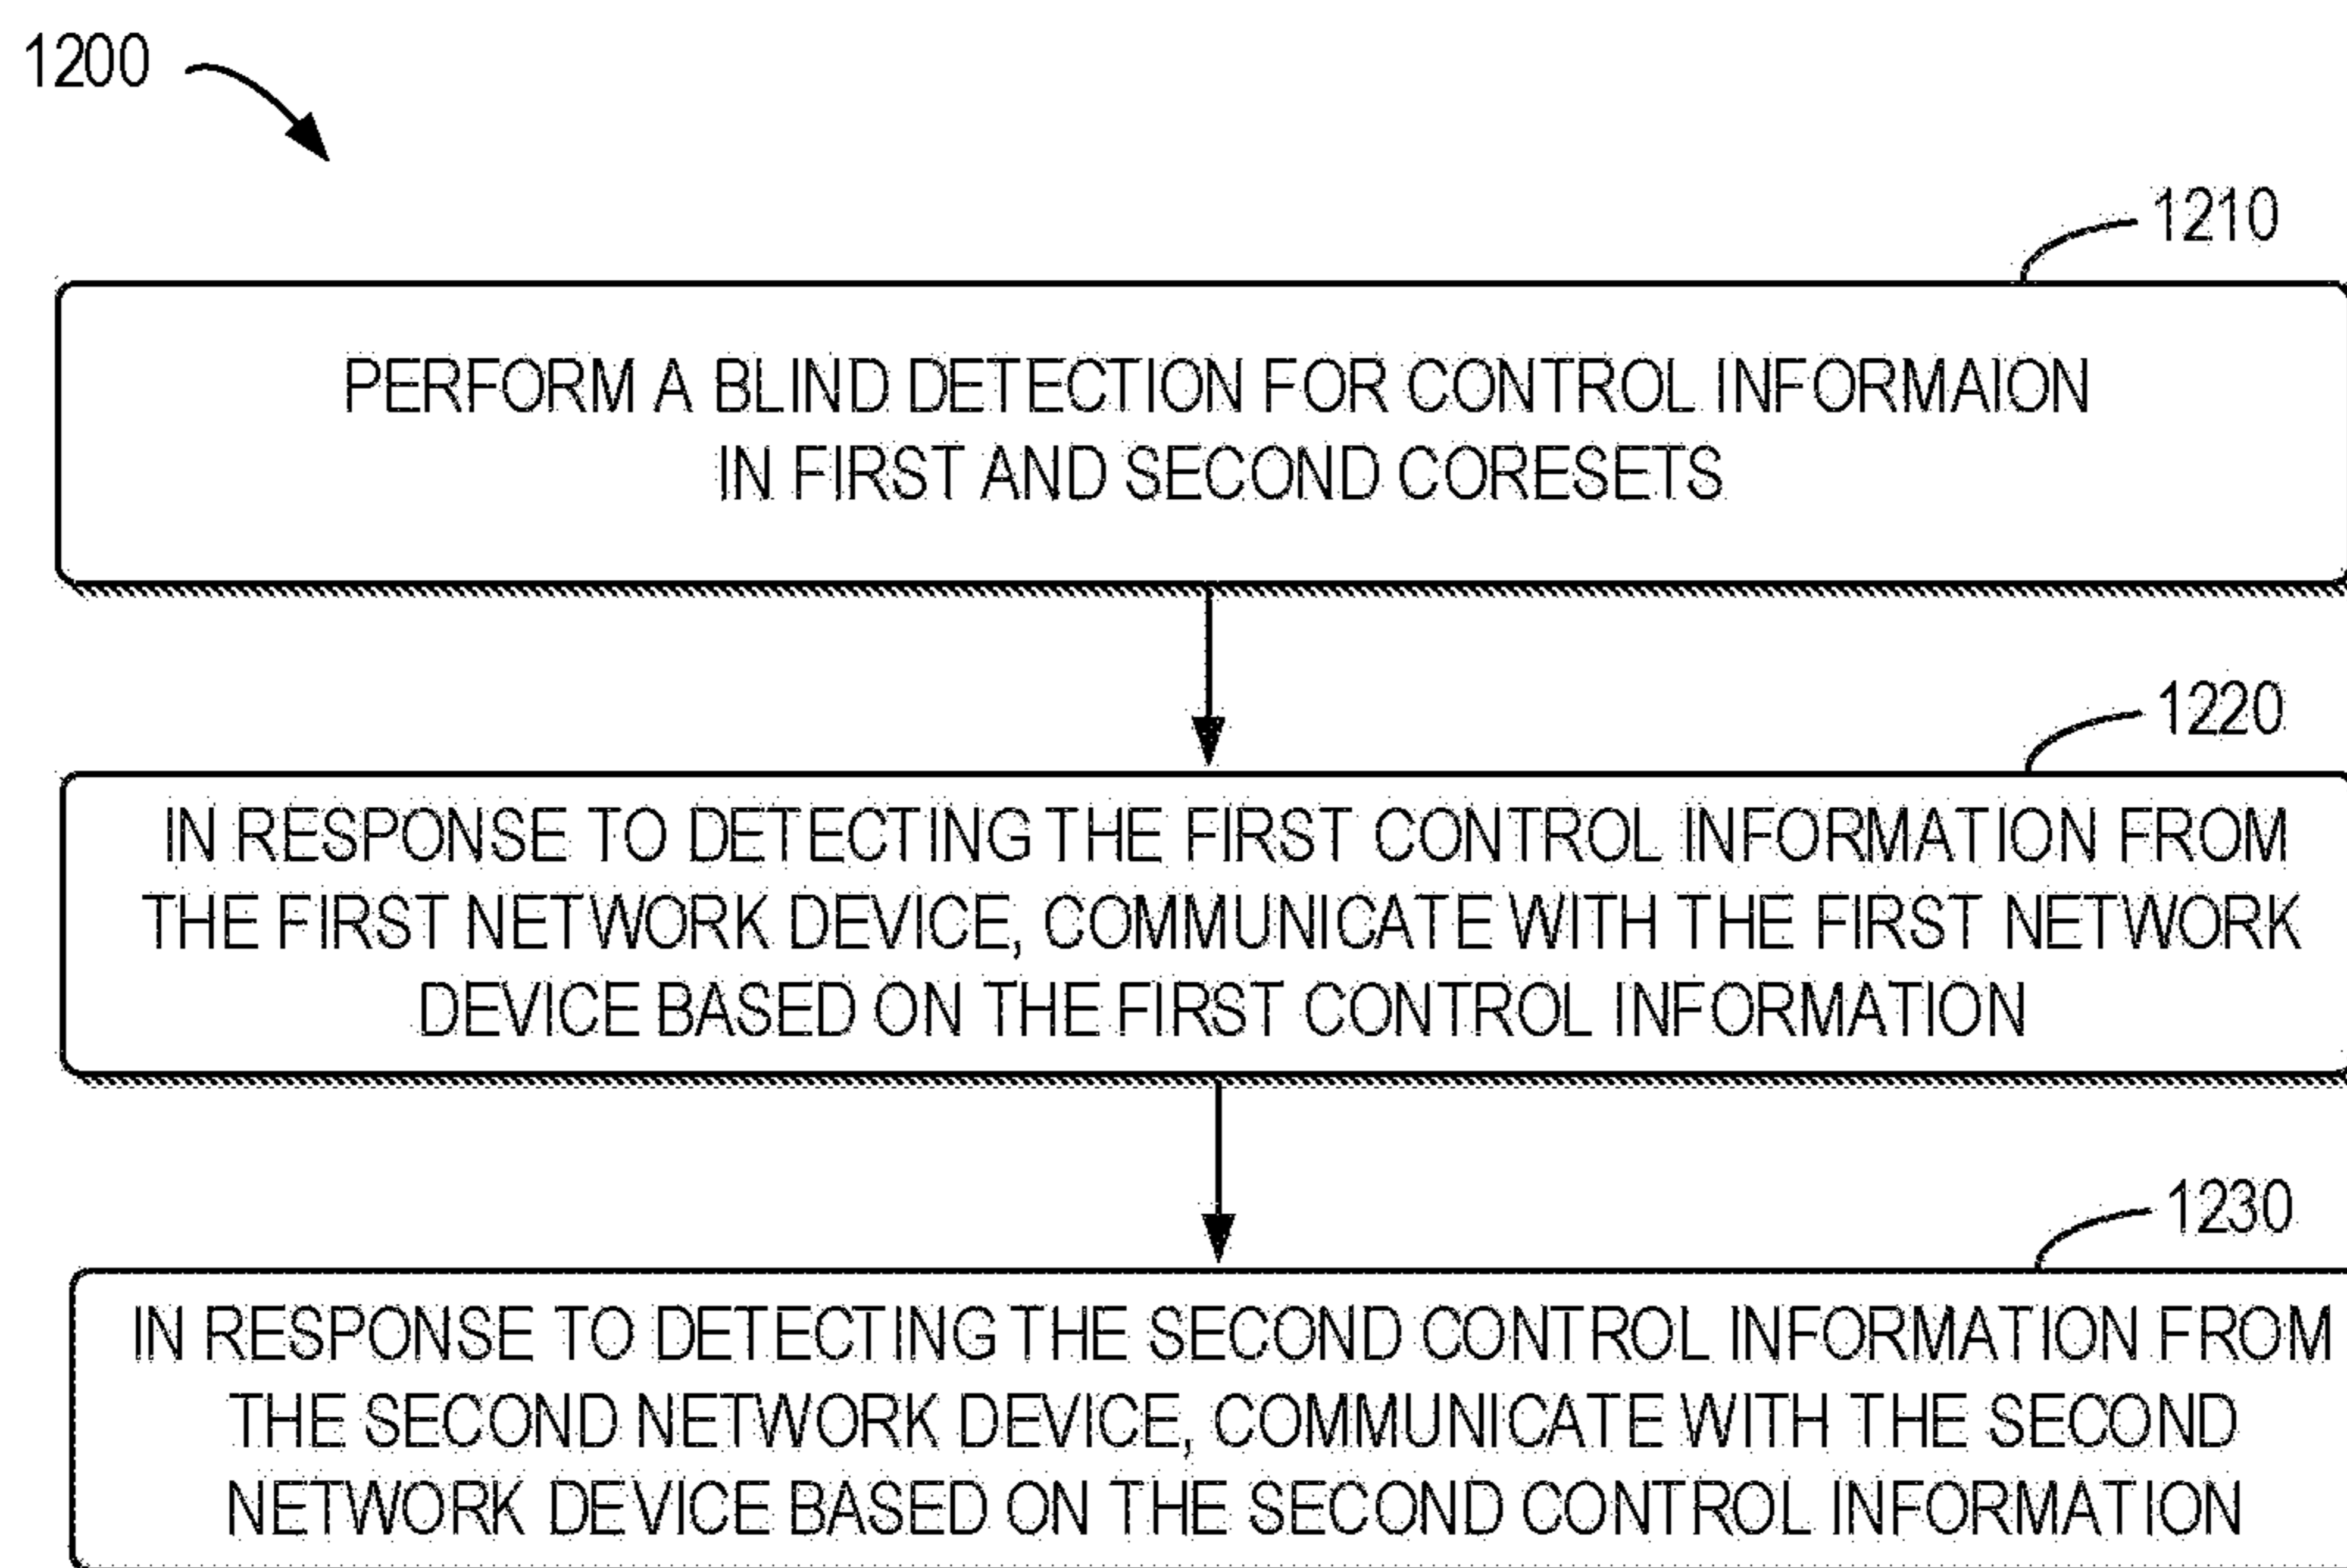 1200
1210
PERFORM A BLIND DETECTION FOR CONTROL INFORMAION
IN FIRST AND SECOND CORESETS
1220
IN RESPONSE TO DETECTING THE FIRST CONTROL INFORMATION FROM
THE FIRST NETWORK DEVICE, COMMUNICATE WITH THE FIRST NETWORK
DEVICE BASED ON THE FIRST CONTROL INFORMATION
1230
IN RESPONSE TO DETECTING THE SECOND CONTROL INFORMATION FROM
THE SECOND NETWORK DEVICE, COMMUNICATE WITH THE SECOND
NETWORK DEVICE BASED ON THE SECOND CONTROL INFORMATION